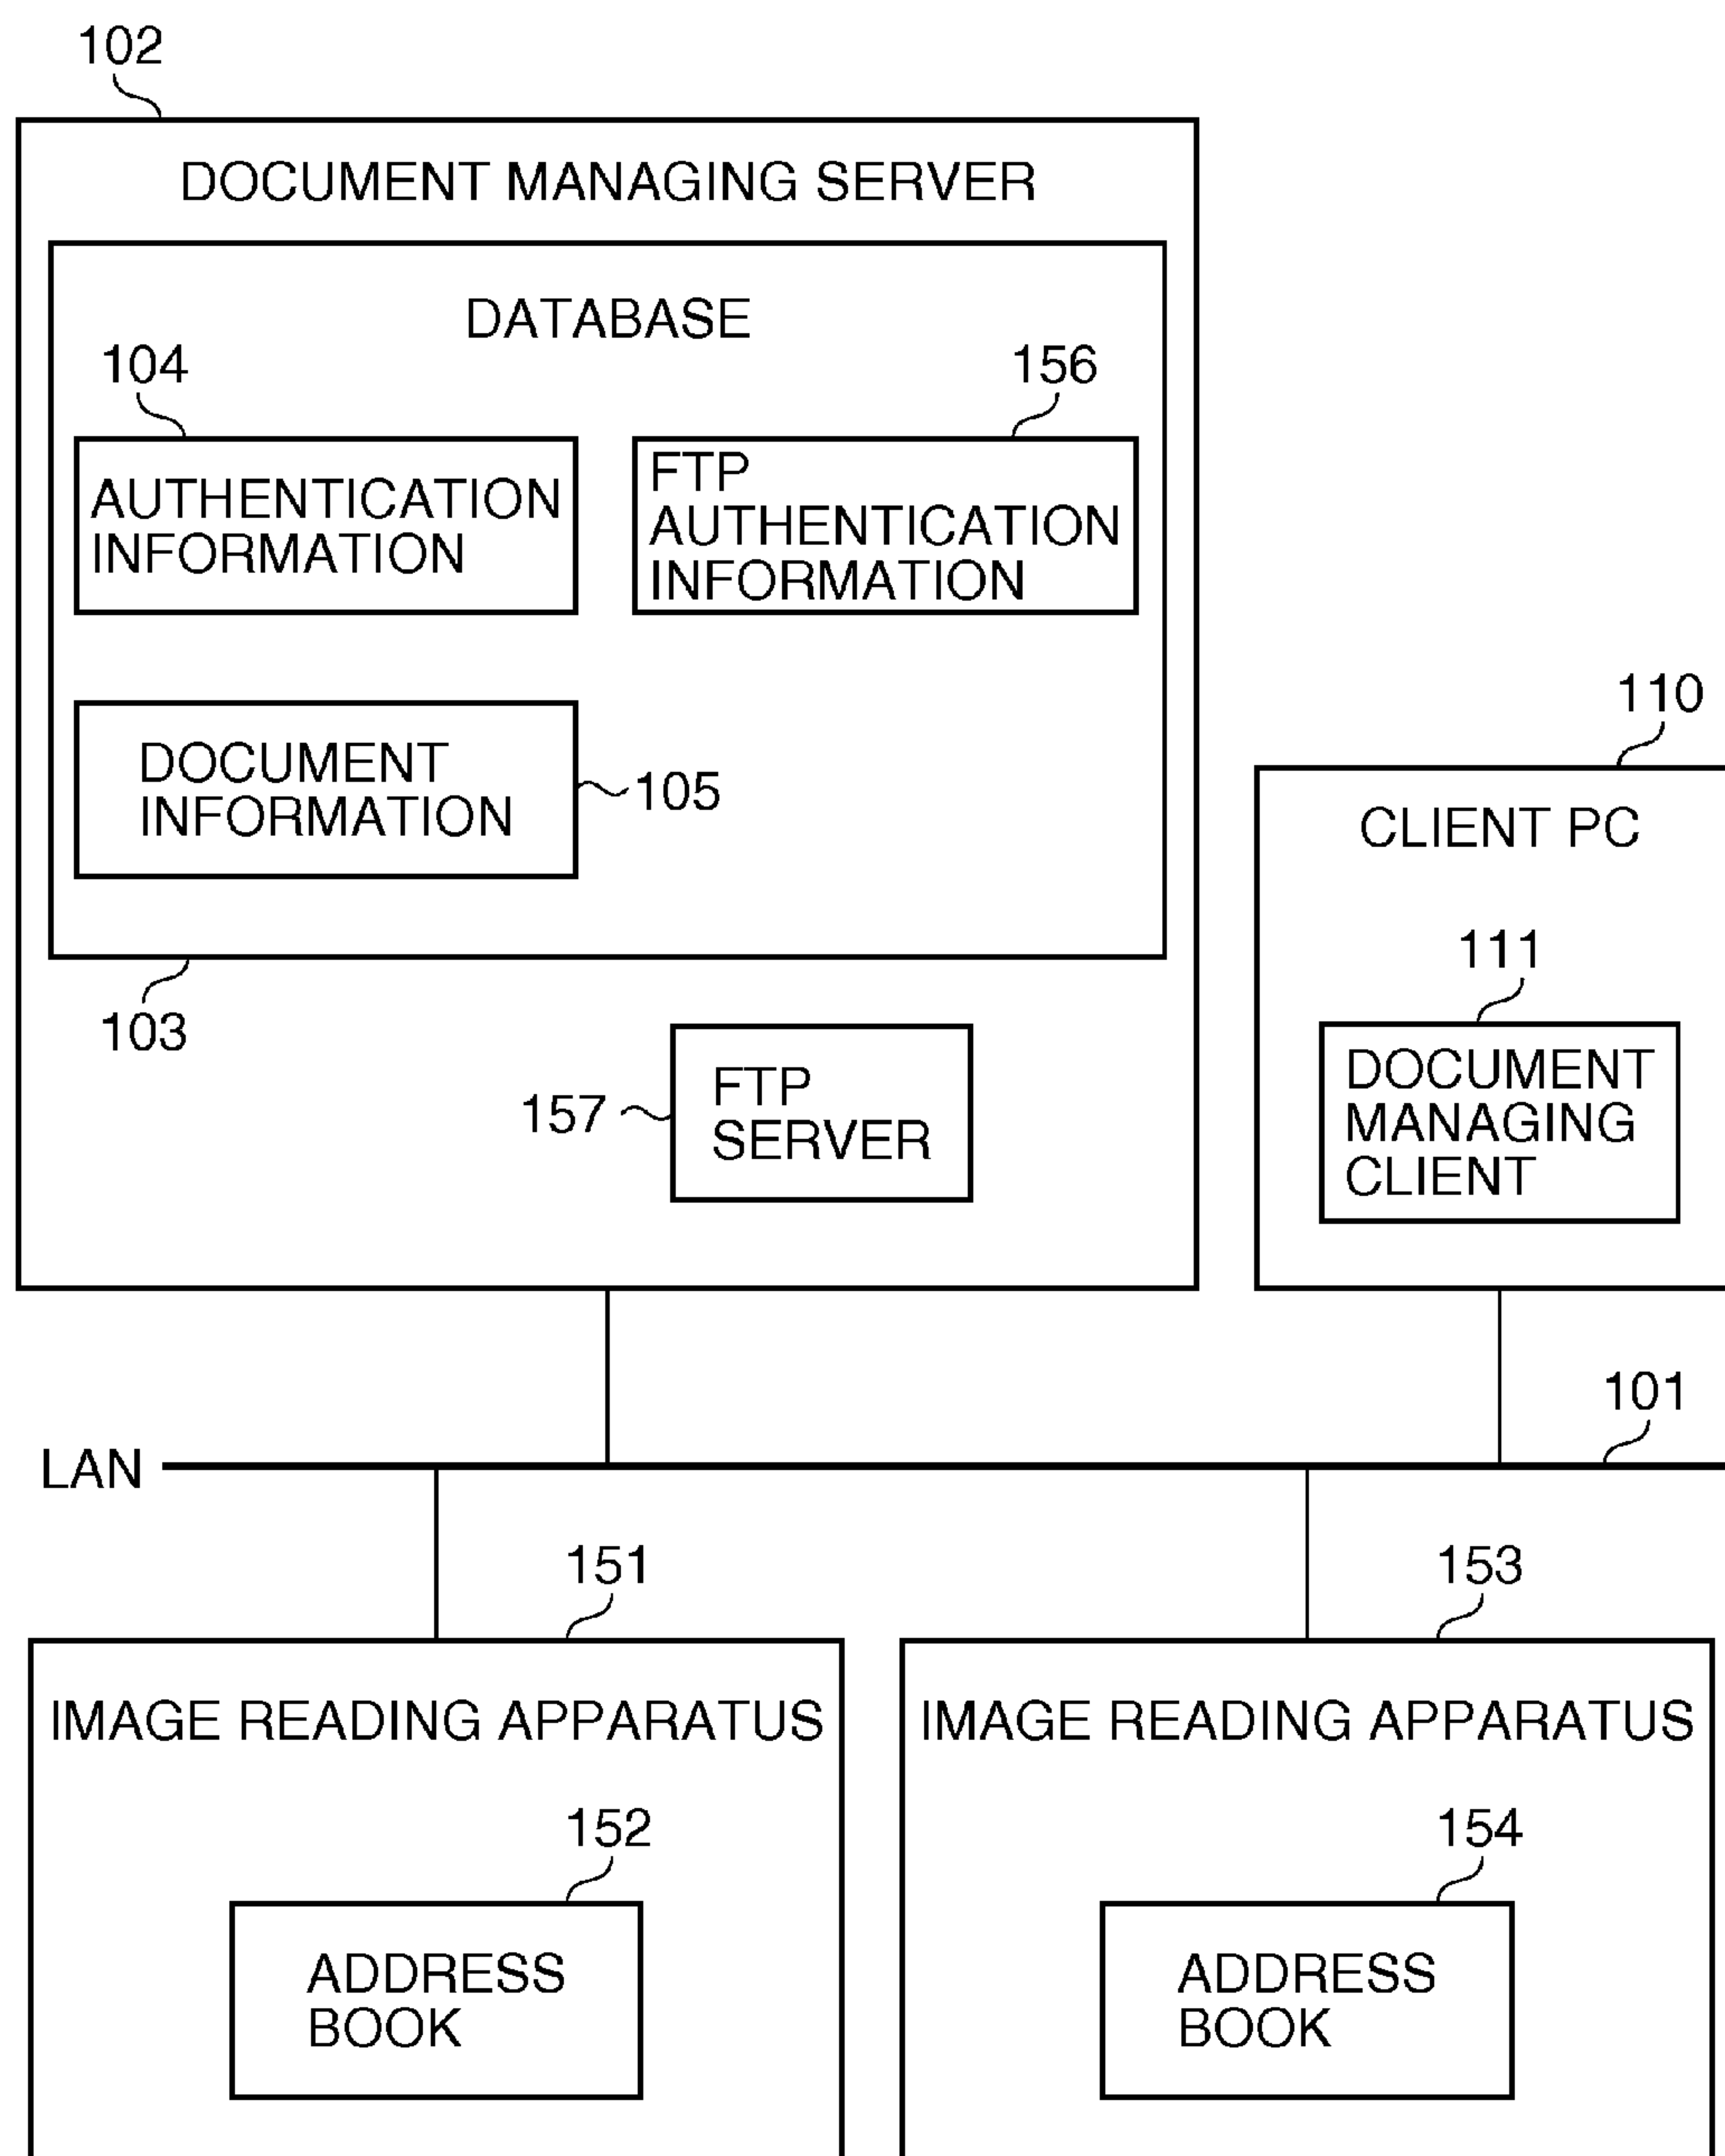 102
DOCUMENT MANAGING SERVER
DATABASE
104
156
AUTHENTICATION
INFORMATION
FTP
AUTHENTICATION
INFORMATION
DOCUMENT
INFORMATION
105
103
157
FTP
SERVER
110
CLIENT PC
111
DOCUMENT
MANAGING
CLIENT
101
LAN
151
IMAGE READING APPARATUS
152
ADDRESS
BOOK
153
IMAGE READING APPARATUS
154
ADDRESS
BOOK